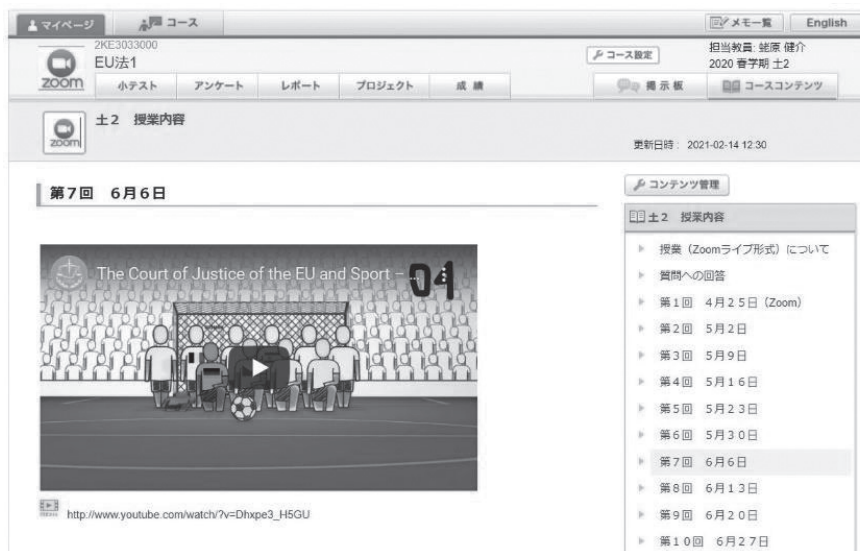 マイページ
コース
メモ一覧
English
2KE3033000
EU法1
コース設定
担当教員: 蛯原 健介
2020 春学期 土2
zoom
小テスト
アンケート
レポート
プロジェクト
成績
掲示板
コースコンテンツ
zoom
土2 授業内容
更新日時: 2021-02-14 12:30
第7回 6月6日
The Court of Justice of the EU and Sport – ...
04
http://www.youtube.com/watch/?v=Dhxpe3_H5GU
コンテンツ管理
土2 授業内容
授業（Zoomライブ形式）について
質問への回答
第1回 4月25日（Zoom）
第2回 5月2日
第3回 5月9日
第4回 5月16日
第5回 5月23日
第6回 5月30日
第7回 6月6日
第8回 6月13日
第9回 6月20日
第10回 6月27日